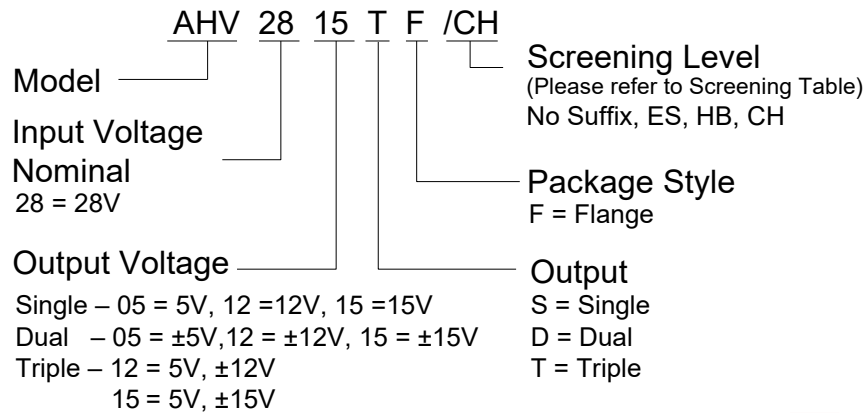 AHV 28 15 T F /CH
Model
Input Voltage
Nominal
28 = 28V
Output Voltage
Single – 05 = 5V, 12 =12V, 15 =15V
Dual – 05 = ±5V,12 = ±12V, 15 = ±15V
Triple – 12 = 5V, ±12V
15 = 5V, ±15V
Screening Level
(Please refer to Screening Table)
No Suffix, ES, HB, CH
Package Style
F = Flange
Output
S = Single
D = Dual
T = Triple